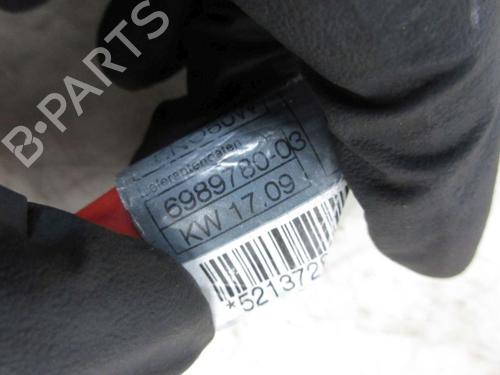 B-PARTS
Lieferantendaten
6989780-03
KW 17.09
*521372